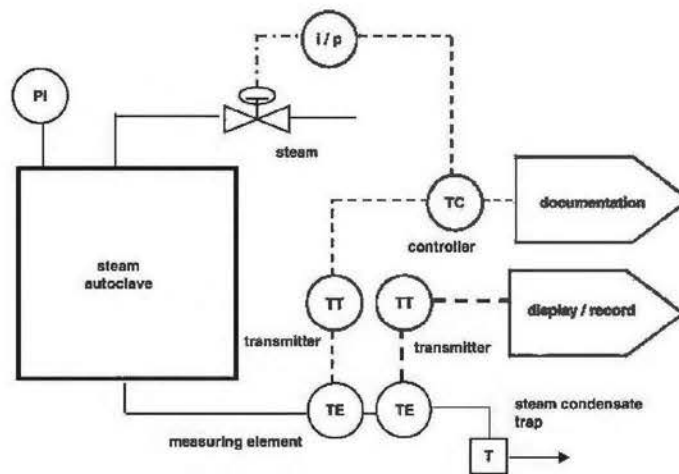 i / p
PI
steam
TC
documentation
controller
steam
autoclave
TT
TT
display / record
transmitter
transmitter
TE
TE
steam condensate
trap
measuring element
T